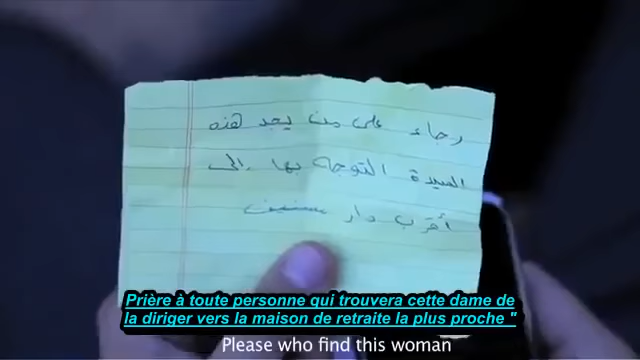 رجاء على من يجد هذه
السيدة التوجه بها إلى
أقرب دار مسنين
Prière à toute personne qui trouvera cette dame de
la diriger vers la maison de retraite la plus proche "
Please who find this woman